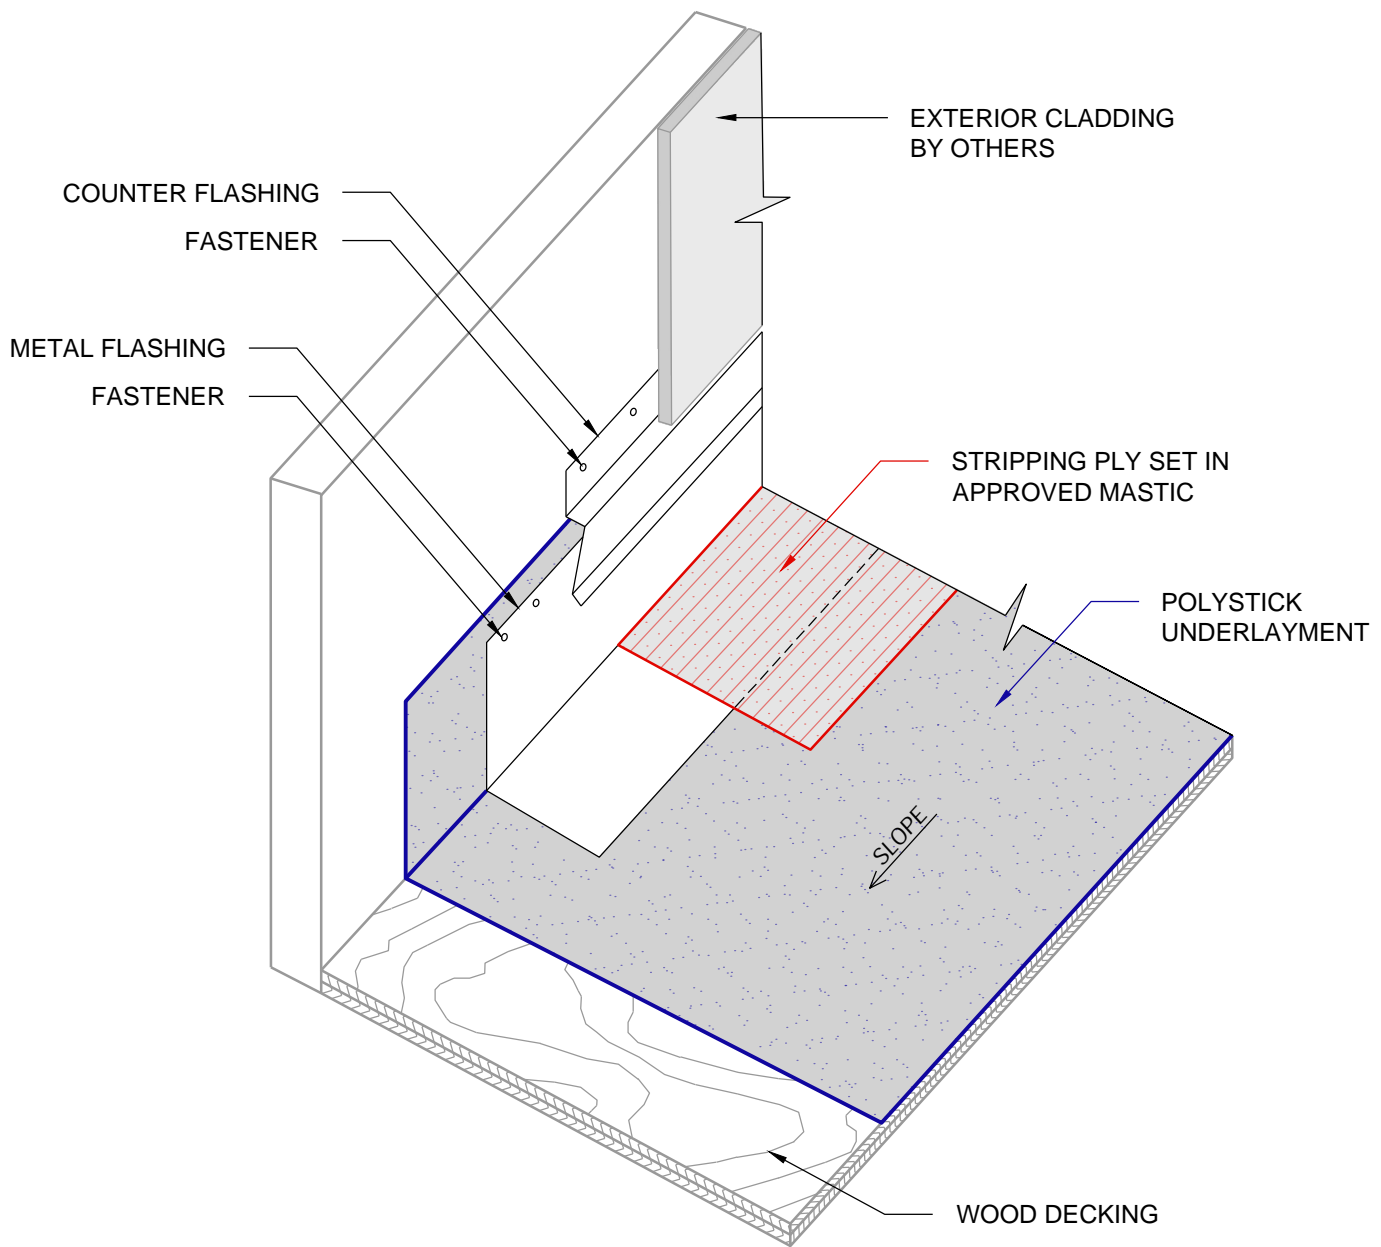 EXTERIOR CLADDING
BY OTHERS
COUNTER FLASHING
FASTENER
METAL FLASHING
FASTENER
STRIPPING PLY SET IN
APPROVED MASTIC
POLYSTICK
UNDERLAYMENT
SLOPE
WOOD DECKING